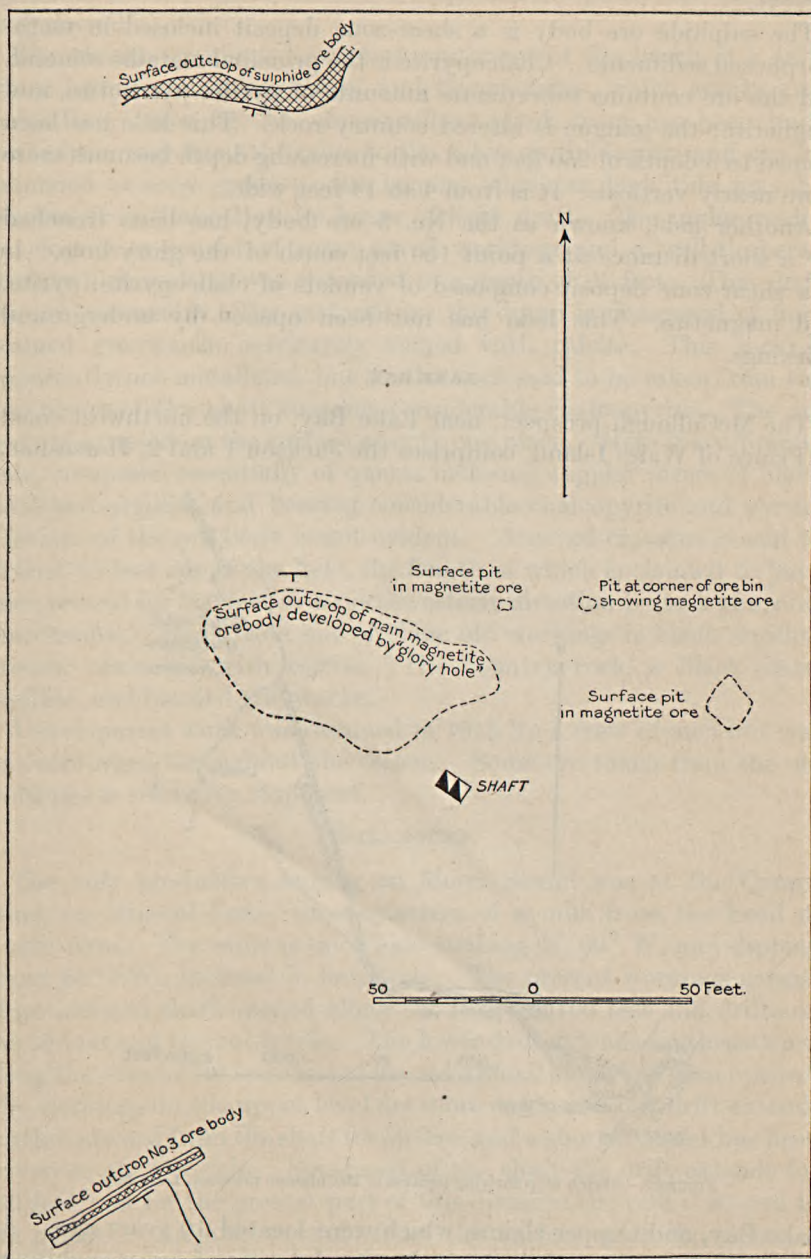 Surface outcrop of sulphide ore body
N
Surface pit
in magnetite ore
Pit at corner of ore bin
showing magnetite ore
Surface outcrop of main magnetite
orebody developed by "glory hole"
Surface pit
in magnetite ore
SHAFT
50 0 50 Feet.
Surface outcrop No.3 ore body